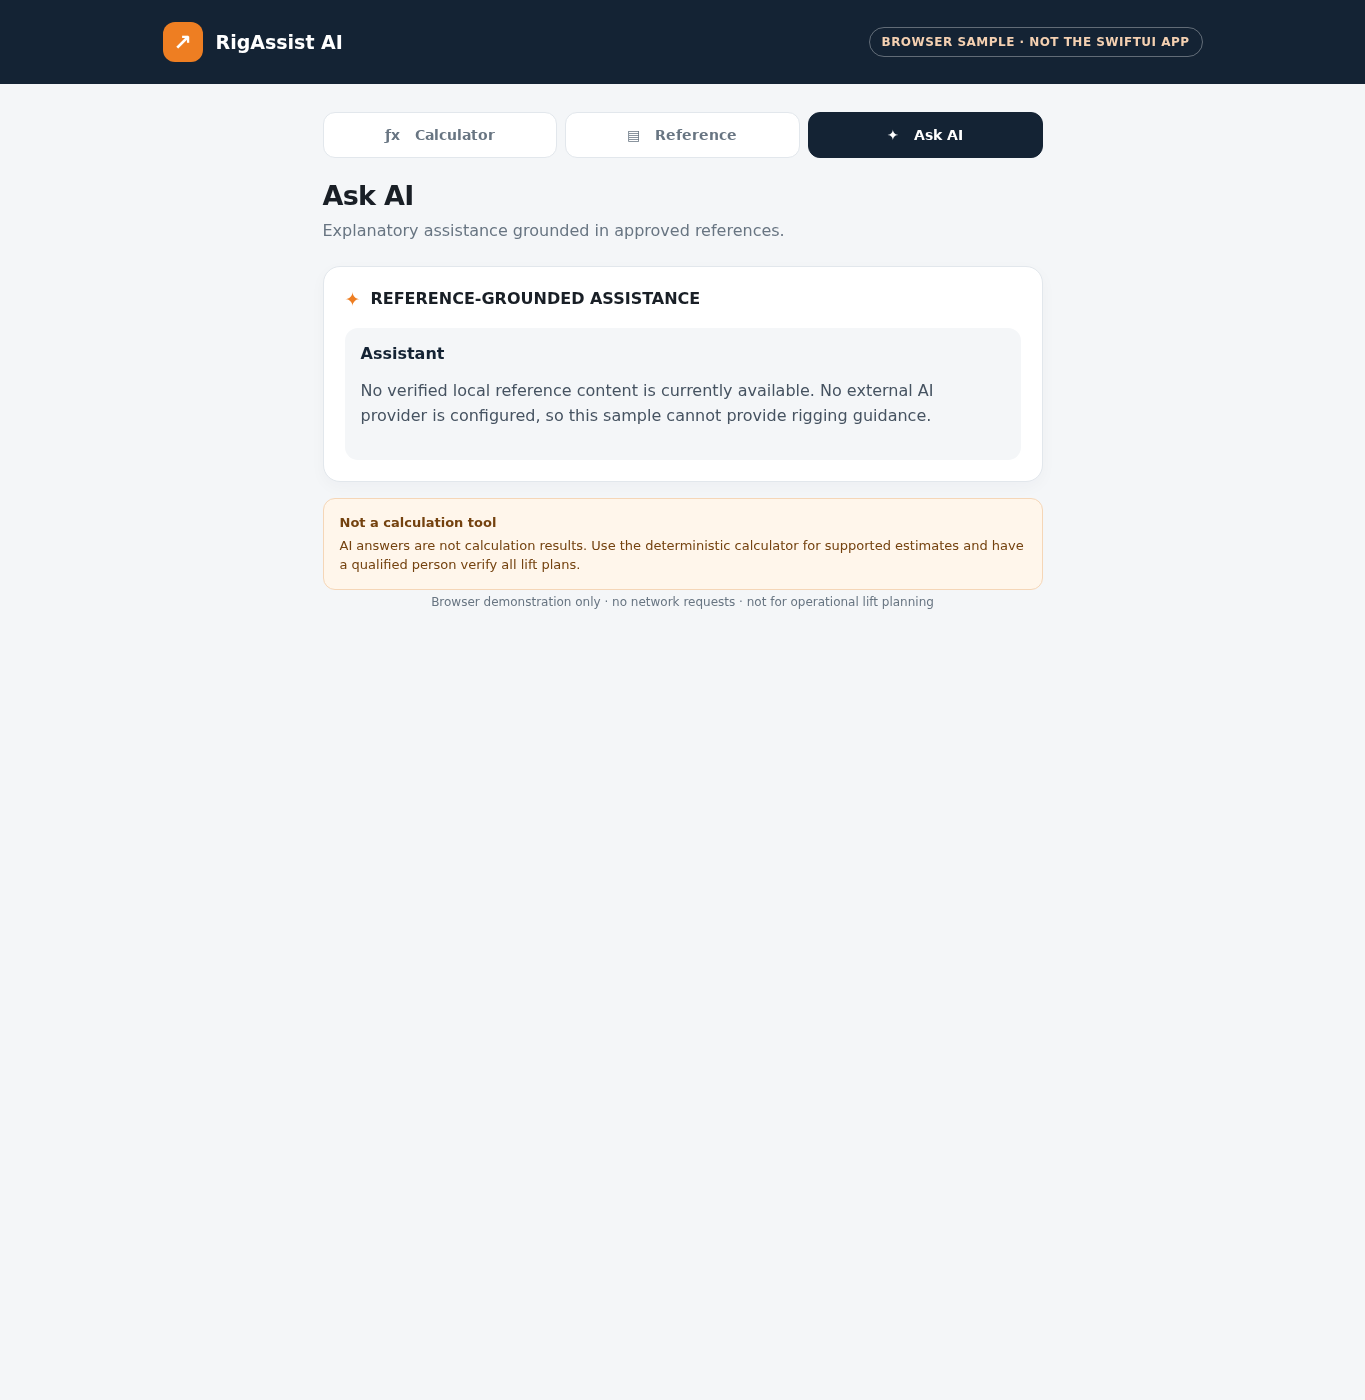 RigAssist AI
BROWSER SAMPLE · NOT THE SWIFTUI APP
ƒx Calculator
Reference
Ask AI
Ask AI
Explanatory assistance grounded in approved references.
REFERENCE-GROUNDED ASSISTANCE
Assistant
No verified local reference content is currently available. No external AI
provider is configured, so this sample cannot provide rigging guidance.
Not a calculation tool
AI answers are not calculation results. Use the deterministic calculator for supported estimates and have
a qualified person verify all lift plans.
Browser demonstration only · no network requests · not for operational lift planning